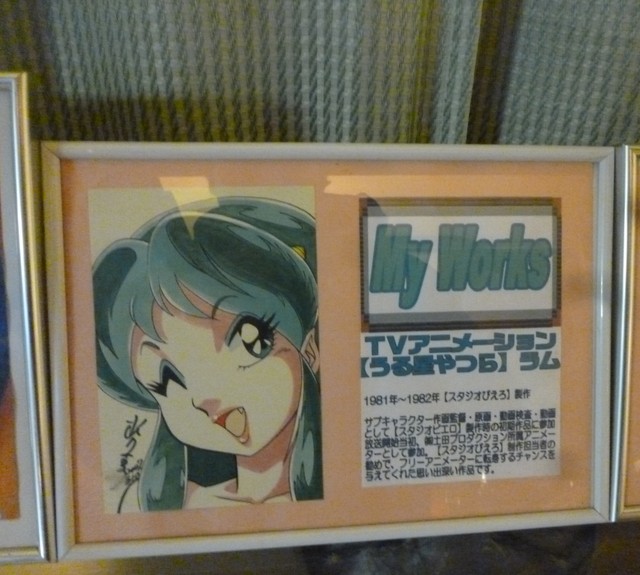 My Works
TVアニメーション
【うる星やつら】ラム
1981年～1982年【スタジオぴえろ】製作
サブキャラクター作画監督・原画・動画検査・動画
として【スタジオピエロ】製作時の初期作品に参加
放送開始当初、㈱土田プロダクション所属アニメー
ターとして参加。【スタジオぴえろ】制作担当者の
勧めで、フリーアニメーターに転身するチャンスを
与えてくれた思い出深い作品です。